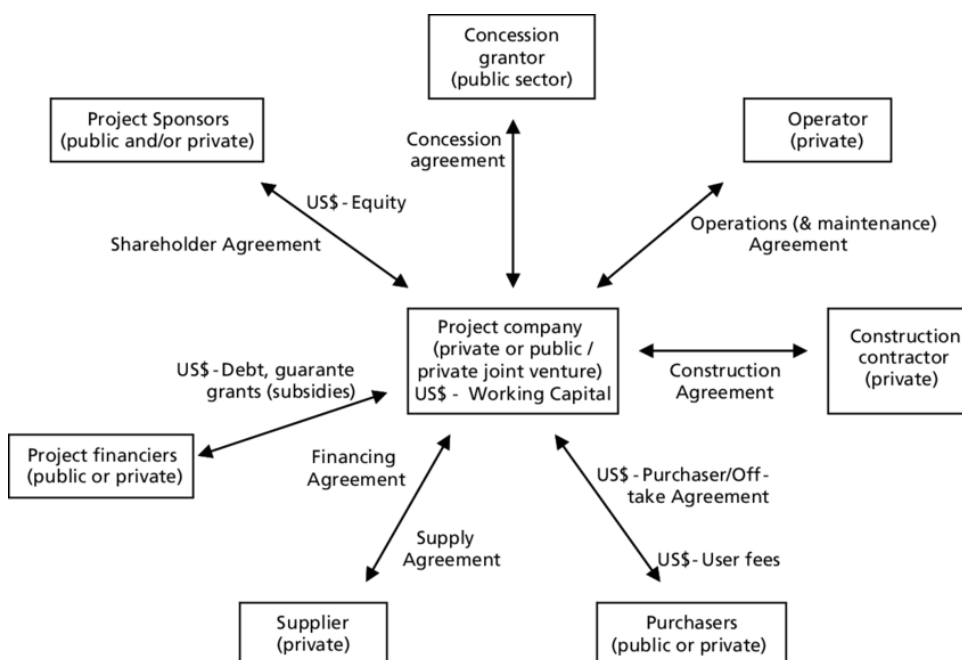 Concession
grantor
(public sector)
Project Sponsors
(public and/or private)
Operator
(private)
Concession
agreement
US$ - Equity
Shareholder Agreement
Operations (& maintenance)
Agreement
Project company
(private or public /
private joint venture)
US$ - Working Capital
Construction
contractor
(private)
Construction
Agreement
US$ - Debt, guarante
grants (subsidies)
Project financiers
(public or private)
Financing
Agreement
US$ - Purchaser/Off-
take Agreement
Supply
Agreement
US$ - User fees
Supplier
(private)
Purchasers
(public or private)